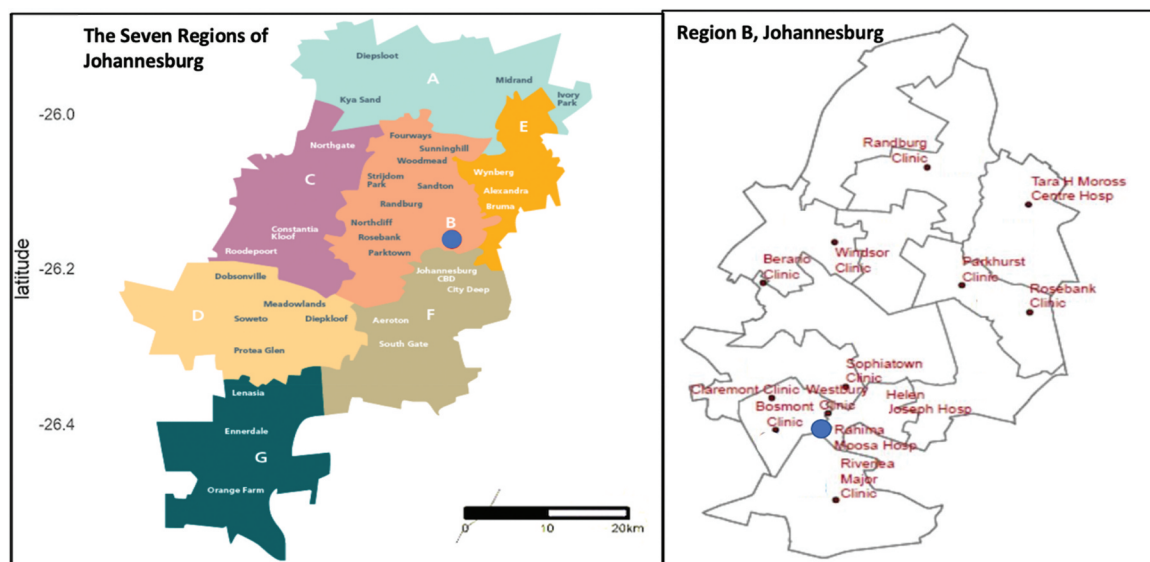 The Seven Regions of
Johannesburg
latitude
-26.0
-26.2
-26.4
Diepsloot
A
Midrand
Kya Sand
Ivory
Park
E
Northgate
Fourways
Sunninghill
Woodmead
Wynberg
C
Strijdom
Park
Sandton
Alexandra
Randburg
Bruma
Northcliff
B
Constantia
Kloof
Rosebank
Roodepoort
Parktown
Dobsonville
Johannesburg
CBD
City Deep
Meadowlands
D
Soweto
Diepkloof
Aeroton
F
Protea Glen
South Gate
Lenasia
Ennerdale
G
Orange Farm
0
10
20km
Region B, Johannesburg
Randburg
Clinic
Tara H Moross
Centre Hosp
Windsor
Clinic
Berario
Clinic
Parkhurst
Clinic
Rosebank
Clinic
Sophiatown
Clinic
Claremont Clinic
Westbury
Clinic
Helen
Joseph Hosp
Bosmont
Clinic
Rahima
Moosa Hosp
Riverlea
Major
Clinic